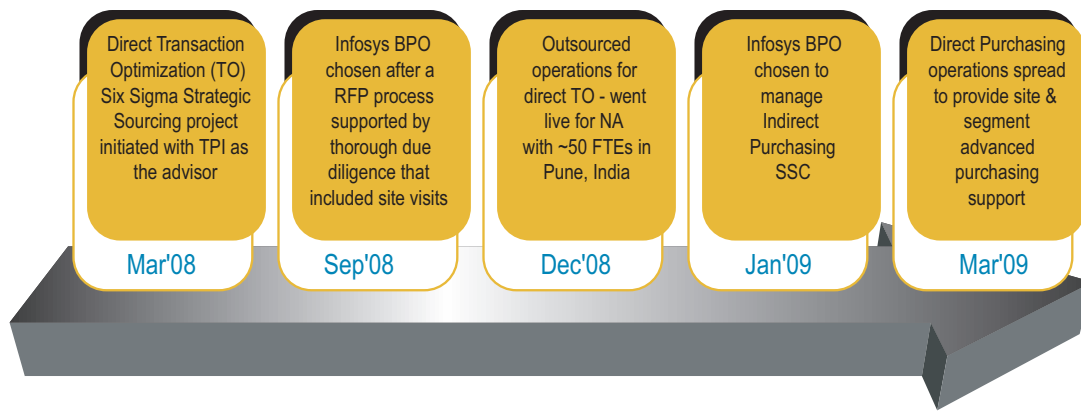 Direct Transaction
Optimization (TO)
Six Sigma Strategic
Sourcing project
initiated with TPI as
the advisor
Mar'08
Infosys BPO
chosen after a
RFP process
supported by
thorough due
diligence that
included site visits
Sep'08
Outsourced
operations for
direct TO - went
live for NA
with ~50 FTEs in
Pune, India
Dec'08
Infosys BPO
chosen to
manage
Indirect
Purchasing
SSC
Jan'09
Direct Purchasing
operations spread
to provide site &
segment
advanced
purchasing
support
Mar'09